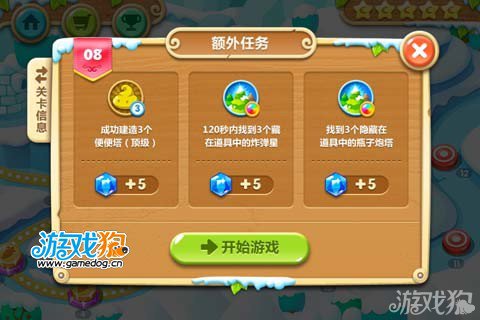 额外任务
08
关卡信息
3
成功建造3个
便便塔（顶级）
+5
120秒内找到3个藏
在道具中的炸弹星
+5
找到3个隐藏在
道具中的瓶子炮塔
+5
开始游戏
游戏狗
www.gamedog.cn
12
11
游戏狗